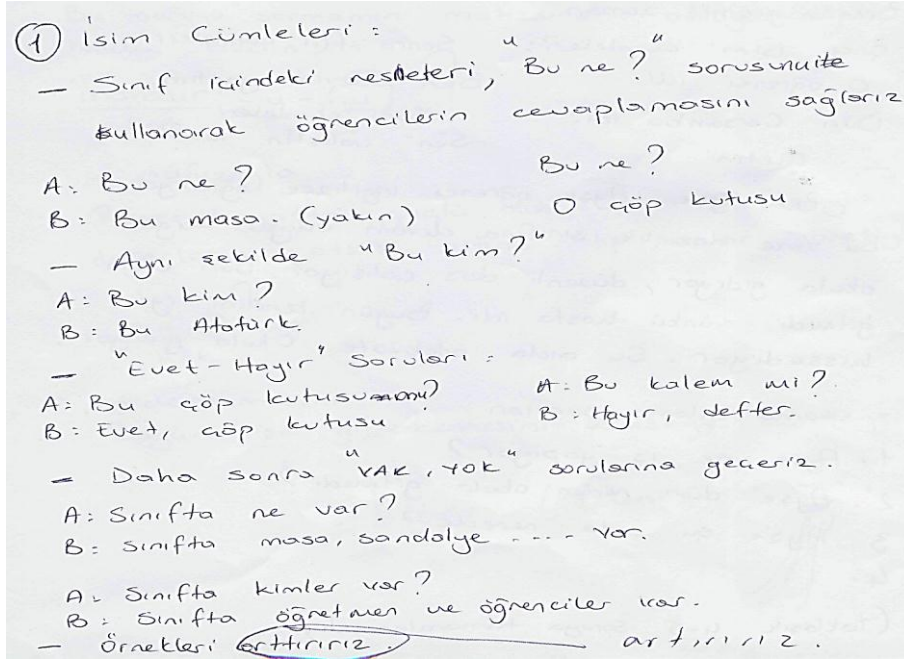 ① İsim Cümleleri :
— Sınıf içindeki nesneleri, "Bu ne?" sorusunu ile
kullanarak öğrencilerin cevaplamasını sağlarız
A: Bu ne?
B: Bu masa. (yakın)
Bu ne?
O çöp kutusu
— Aynı şekilde "Bu kim?"
A: Bu kim?
B: Bu Atatürk.
— "Evet-Hayır" Soruları :
A: Bu çöp kutusu mu?
B: Evet, çöp kutusu
A: Bu kalem mi?
B: Hayır, defter.
— Daha sonra "VAR, YOK" sorularına geçeriz.
A: Sınıfta ne var?
B: Sınıfta masa, sandalye .... var.
A: Sınıfta kimler var?
B: Sınıfta öğretmen ve öğrenciler var.
— Örnekleri arttırırız. artırırız.